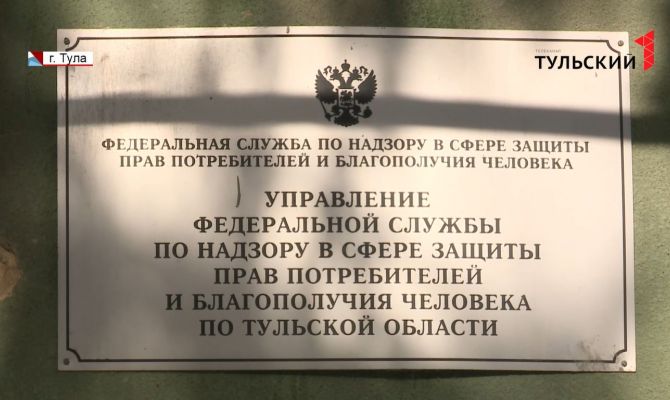 г. Тула
ТЕЛЕКАНАЛ
ТУЛЬСКИЙ 1
ФЕДЕРАЛЬНАЯ СЛУЖБА ПО НАДЗОРУ В СФЕРЕ ЗАЩИТЫ
ПРАВ ПОТРЕБИТЕЛЕЙ И БЛАГОПОЛУЧИЯ ЧЕЛОВЕКА
УПРАВЛЕНИЕ
ФЕДЕРАЛЬНОЙ СЛУЖБЫ
ПО НАДЗОРУ В СФЕРЕ ЗАЩИТЫ
ПРАВ ПОТРЕБИТЕЛЕЙ
И БЛАГОПОЛУЧИЯ ЧЕЛОВЕКА
ПО ТУЛЬСКОЙ ОБЛАСТИ